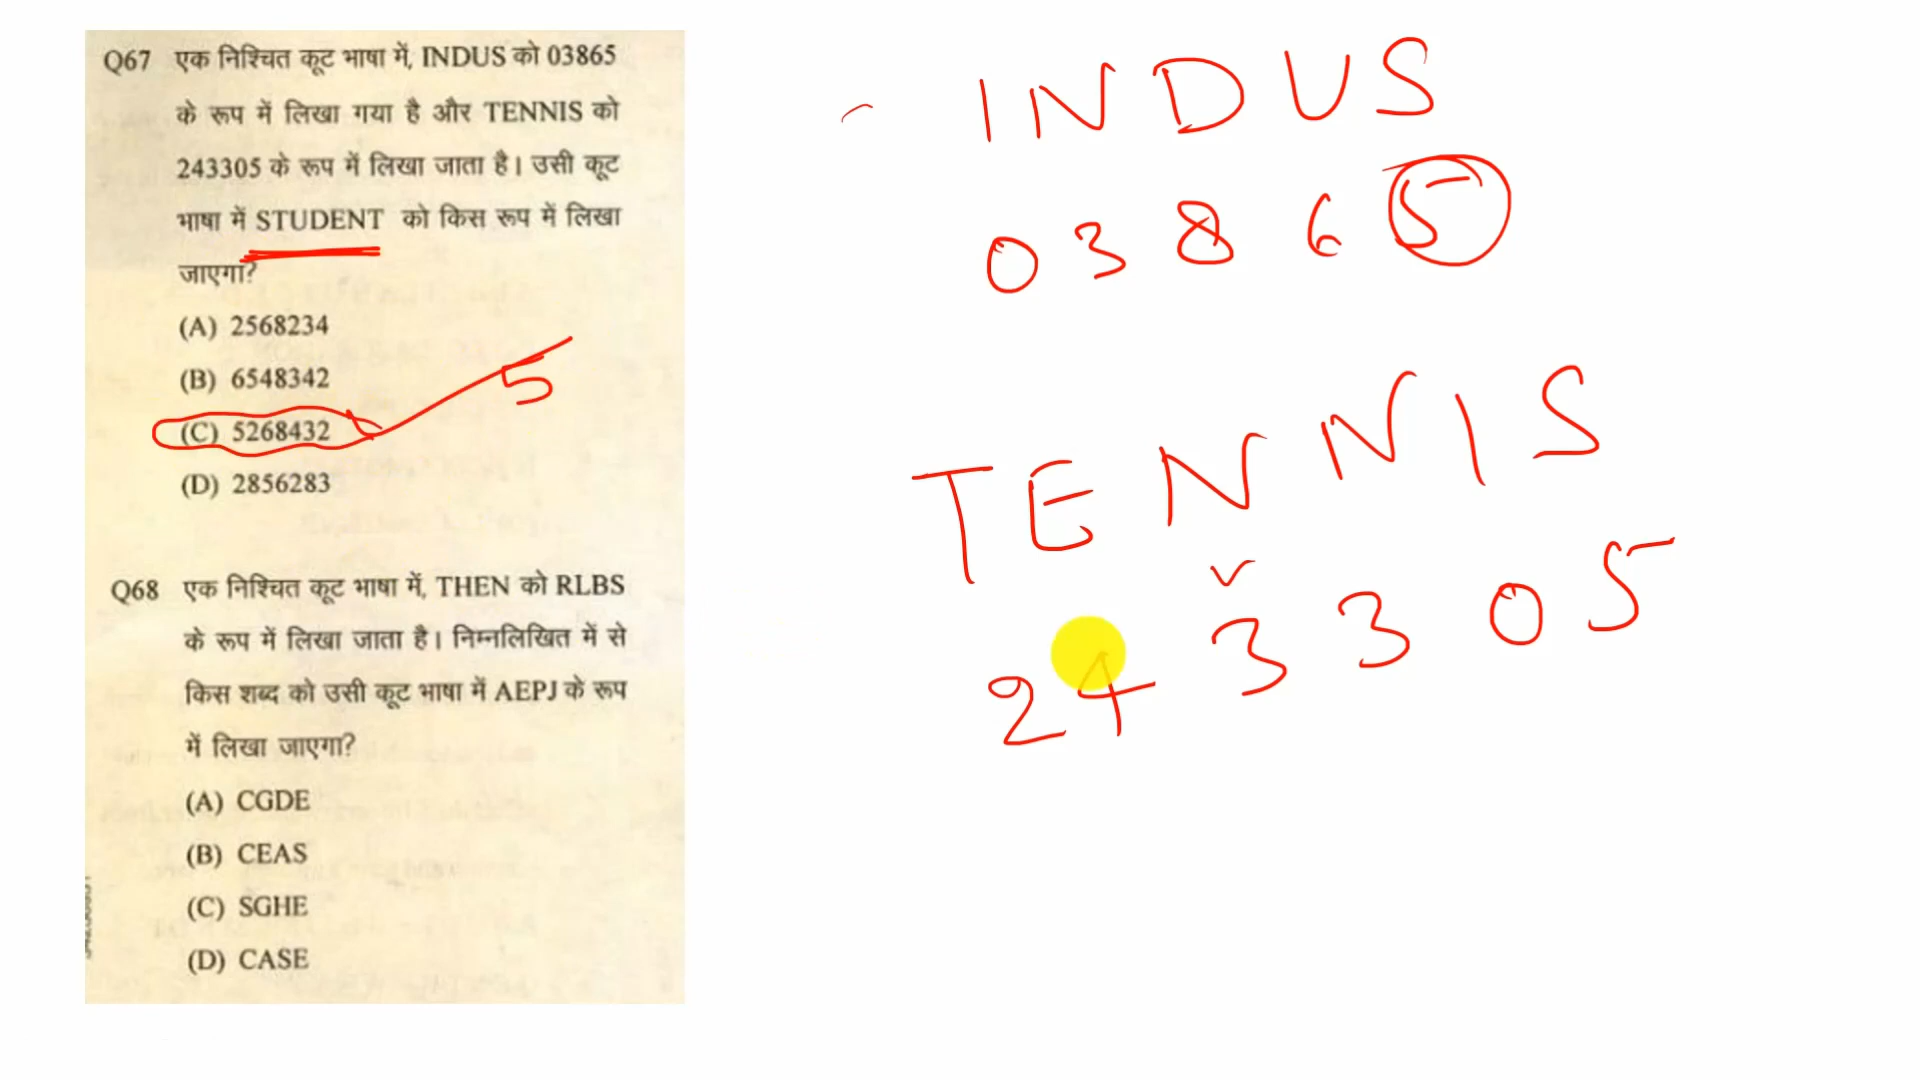 Q67 एक निश्चित कूट भाषा में, INDUS को 03865
के रूप में लिखा गया है और TENNIS को
243305 के रूप में लिखा जाता है। उसी कूट
भाषा में STUDENT को किस रूप में लिखा
जाएगा?
(A) 2568234
(B) 6548342
(C) 5268432
(D) 2856283
5
Q68 एक निश्चित कूट भाषा में, THEN को RLBS
के रूप में लिखा जाता है। निम्नलिखित में से
किस शब्द को उसी कूट भाषा में AEPJ के रूप
में लिखा जाएगा?
(A) CGDE
(B) CEAS
(C) SGHE
(D) CASE
INDUS
03865
TENNIS
243305